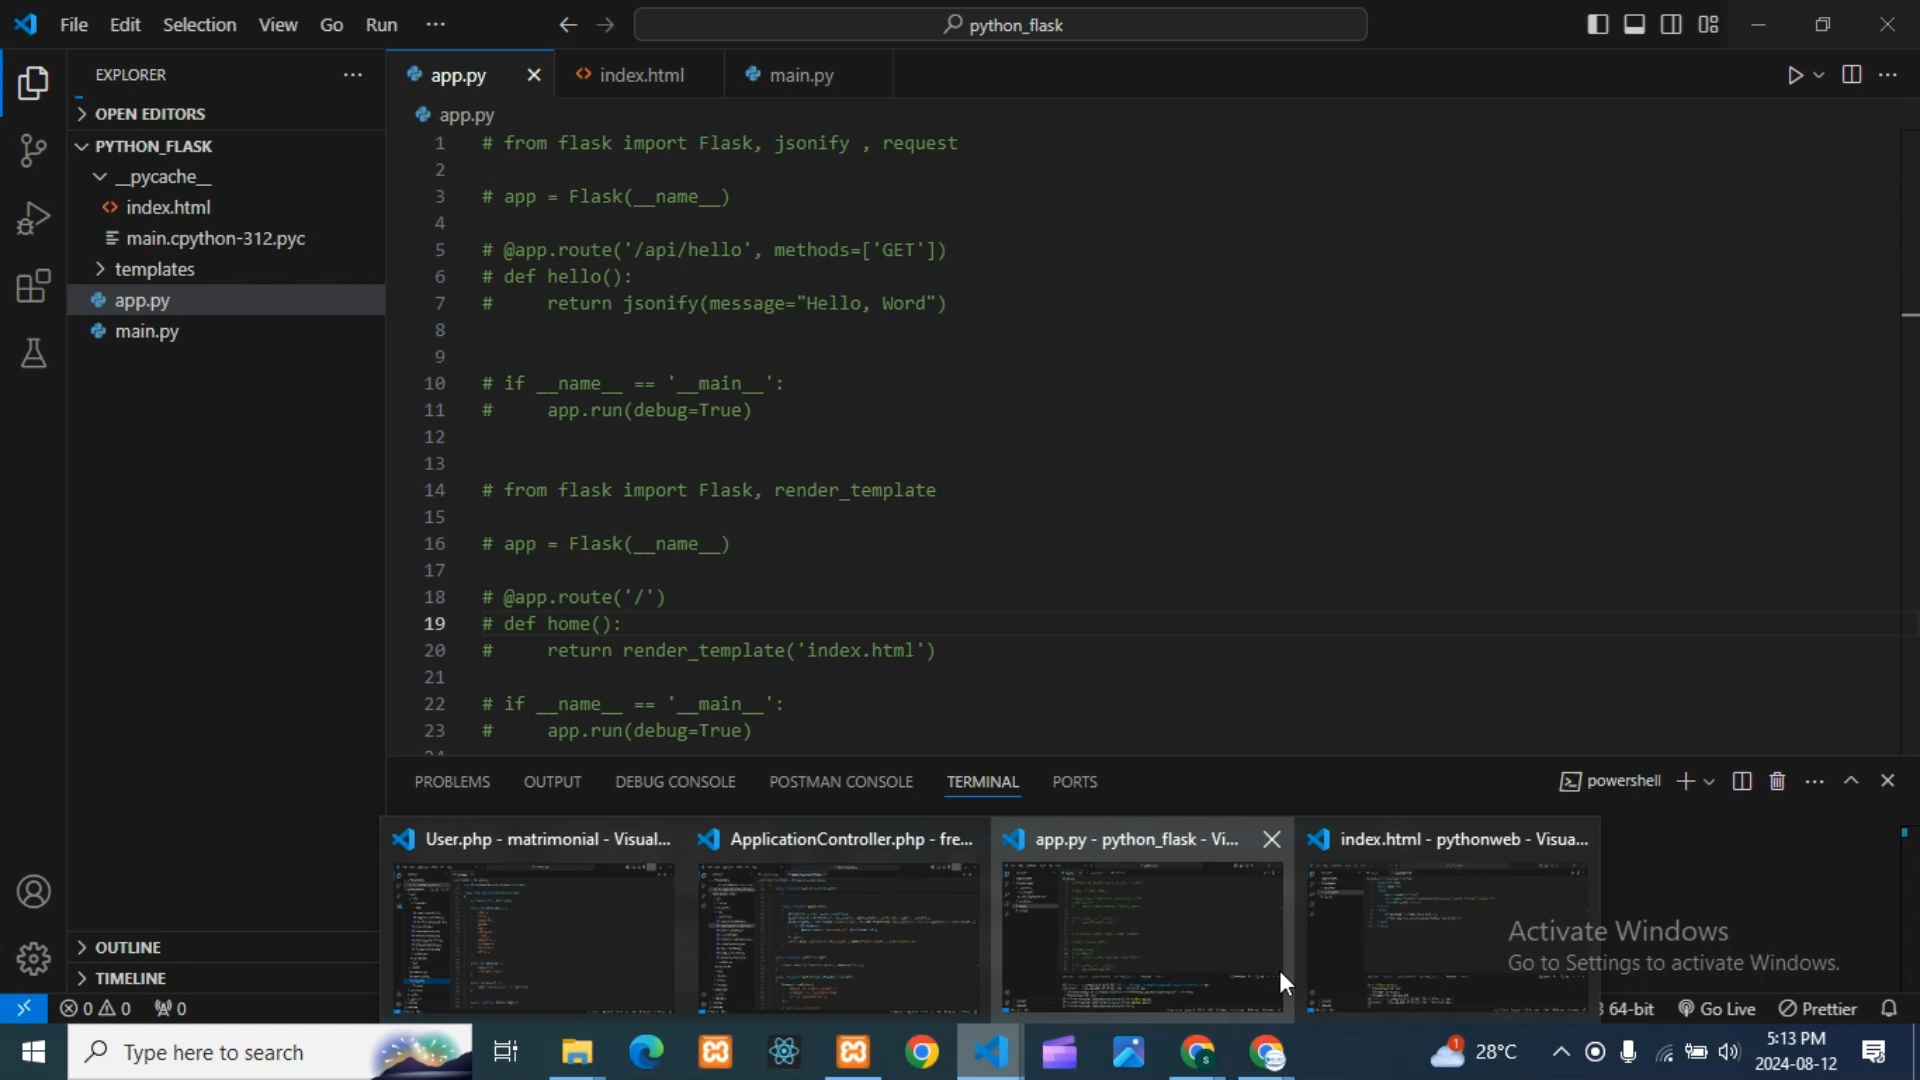 File Edit Selection View Go Run ···
python_flask
EXPLORER
OPEN EDITORS
PYTHON_FLASK
__pycache__
index.html
main.cpython-312.pyc
templates
app.py
main.py
OUTLINE
TIMELINE
app.py index.html main.py
app.py
1 # from flask import Flask, jsonify , request
2
3 # app = Flask(__name__)
4
5 # @app.route('/api/hello', methods=['GET'])
6 # def hello():
7 # return jsonify(message="Hello, Word")
8
9
10 # if __name__ == '__main__':
11 # app.run(debug=True)
12
13
14 # from flask import Flask, render_template
15
16 # app = Flask(__name__)
17
18 # @app.route('/')
19 # def home():
20 # return render_template('index.html')
21
22 # if __name__ == '__main__':
23 # app.run(debug=True)
24
PROBLEMS OUTPUT DEBUG CONSOLE POSTMAN CONSOLE TERMINAL PORTS
powershell
User.php - matrimonial - Visual...
ApplicationController.php - fre...
app.py - python_flask - Vi...
index.html - pythonweb - Visua...
Activate Windows
Go to Settings to activate Windows.
0 0 0
64-bit Go Live Prettier
Type here to search
1
28°C
5:13 PM
2024-08-12